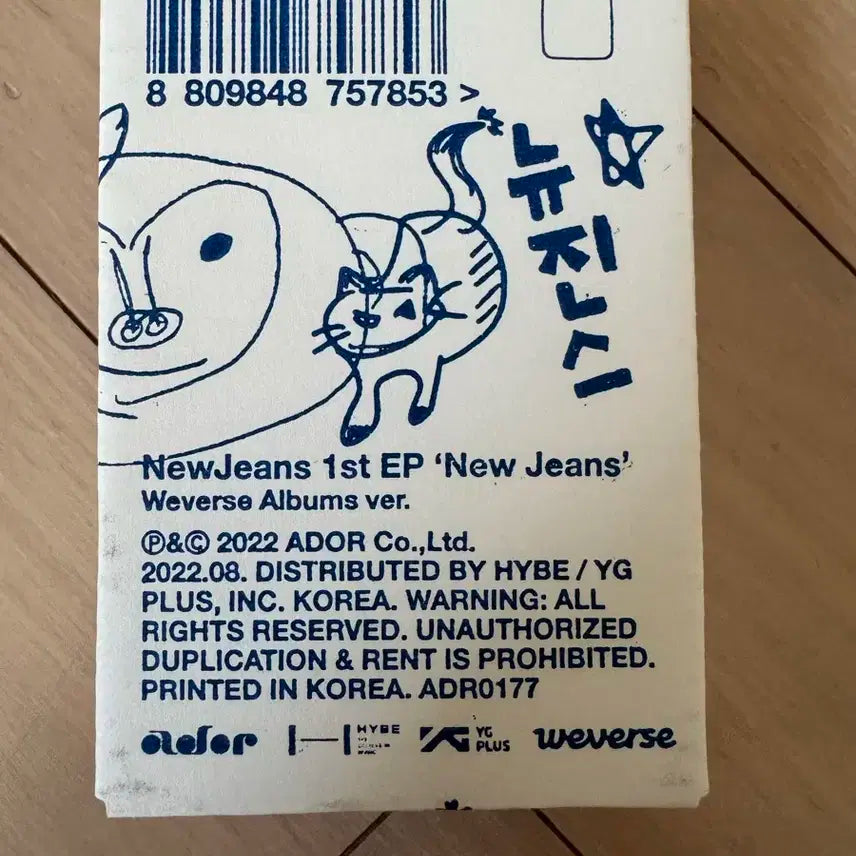 8 809848 757853 >
뉴진스
NewJeans 1st EP ‘New Jeans’
Weverse Albums ver.
Ⓟ&© 2022 ADOR Co.,Ltd.
2022.08. DISTRIBUTED BY HYBE / YG
PLUS, INC. KOREA. WARNING: ALL
RIGHTS RESERVED. UNAUTHORIZED
DUPLICATION & RENT IS PROHIBITED.
PRINTED IN KOREA. ADR0177
ador HYBE YG PLUS weverse